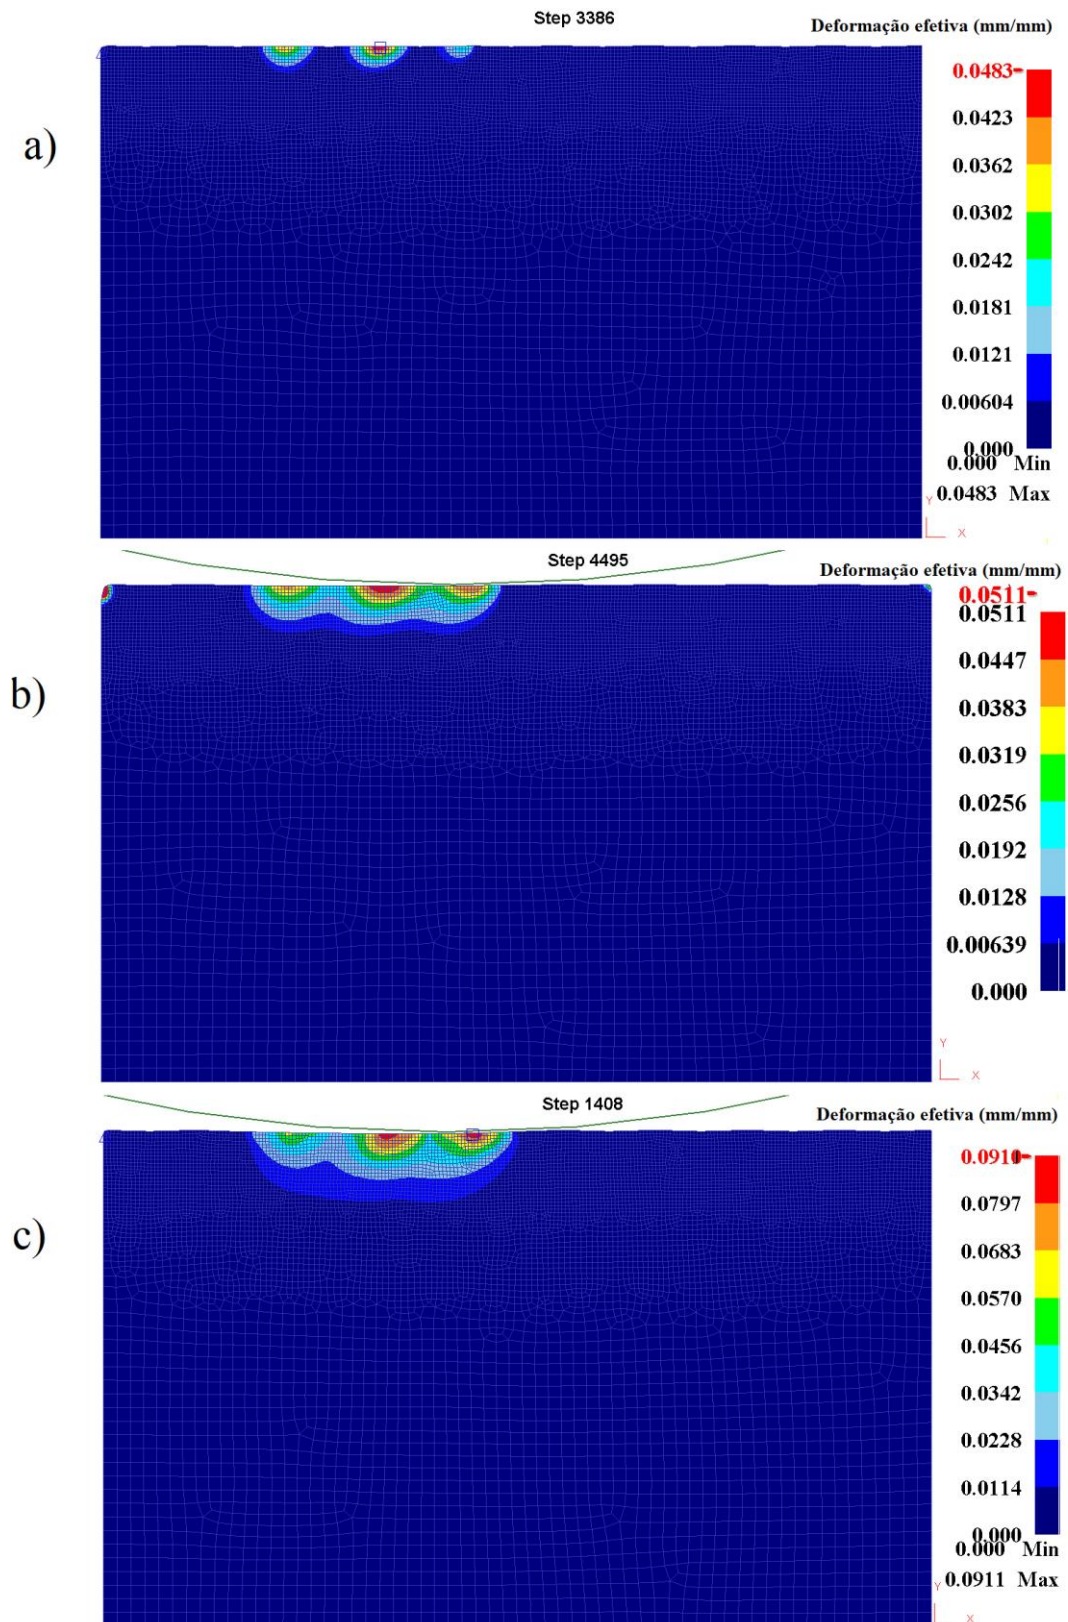 Step 3386
Deformação efetiva (mm/mm)
a)
0.0483
0.0423
0.0362
0.0302
0.0242
0.0181
0.0121
0.00604
0.000
0.000 Min
0.0483 Max
Y
X
Step 4495
Deformação efetiva (mm/mm)
b)
0.0511
0.0511
0.0447
0.0383
0.0319
0.0256
0.0192
0.0128
0.00639
0.000
Y
X
Step 1408
Deformação efetiva (mm/mm)
c)
0.0910
0.0797
0.0683
0.0570
0.0456
0.0342
0.0228
0.0114
0.000
0.000 Min
0.0911 Max
Y
X